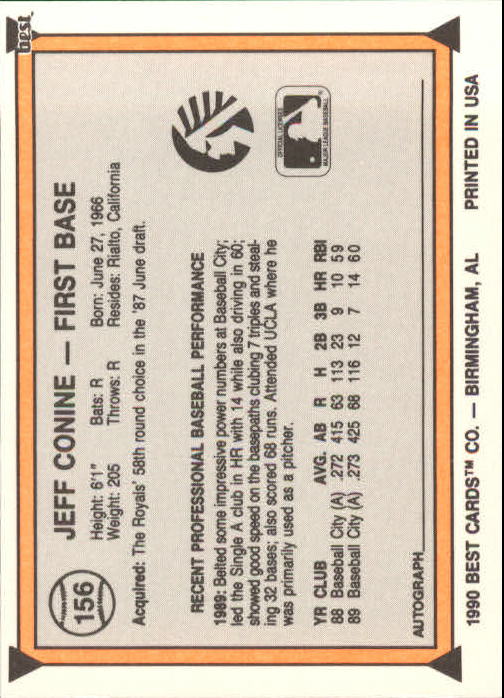 best
156
JEFF CONINE — FIRST BASE
Height: 6'1" Bats: R Born: June 27, 1966
Weight: 205 Throws: R Resides: Rialto, California
Acquired: The Royals' 58th round choice in the '87 June draft.
RECENT PROFESSIONAL BASEBALL PERFORMANCE
1989: Belted some impressive power numbers at Baseball City;
led the Single A club in HR with 14 while also driving in 60;
showed good speed on the basepaths clubing 7 triples and steal-
ing 32 bases; also scored 68 runs. Attended UCLA where he
was primarily used as a pitcher.
YR CLUB AVG. AB R H 2B 3B HR RBI
88 Baseball City (A) .272 415 63 113 23 9 10 59
89 Baseball City (A) .273 425 68 116 12 7 14 60
OFFICIAL LICENSEE
MAJOR LEAGUE BASEBALL
AUTOGRAPH
1990 BEST CARDS™ CO. — BIRMINGHAM, AL PRINTED IN USA